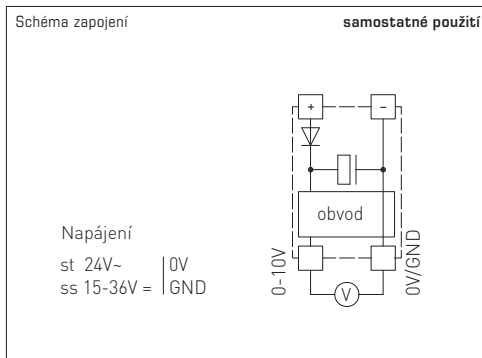 Schéma zapojení
samostatné použití
+ −
obvod
Napájení
st 24V~ 0V
ss 15-36V = GND
0-10V
0V/GND
V